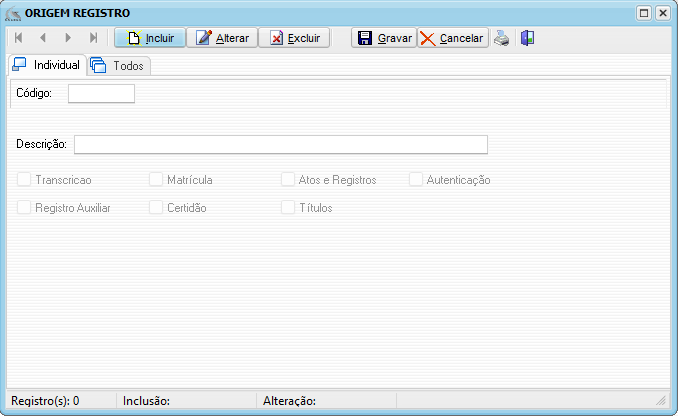 ORIGEM REGISTRO
Incluir Alterar Excluir Gravar Cancelar
Individual Todos
Código:
Descrição:
Transcricao Matrícula Atos e Registros Autenticação
Registro Auxiliar Certidão Títulos
Registro(s): 0 Inclusão: Alteração: